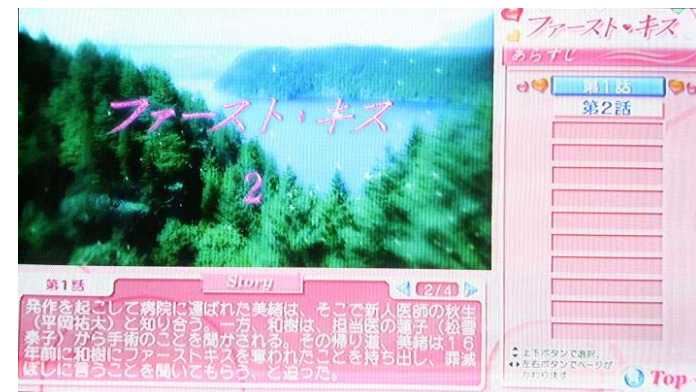 ファースト・キス
2
ファースト・キス
あらすじ
第1話
第2話
第1話
Story
2/4
発作を起こして病院に運ばれた美緒は、そこで新人医師の秋生
（平岡祐太）と知り合う。一方、和樹は、担当医の蓮子（松雪
泰子）から手術のことを聞かされる。その帰り道、美緒は１６
年前に和樹にファーストキスを奪われたことを持ち出し、罪滅
ぼしに言うことを聞いてもらう、と迫った。
上下ボタンで選択、
左右ボタンでページが
かわります
Top